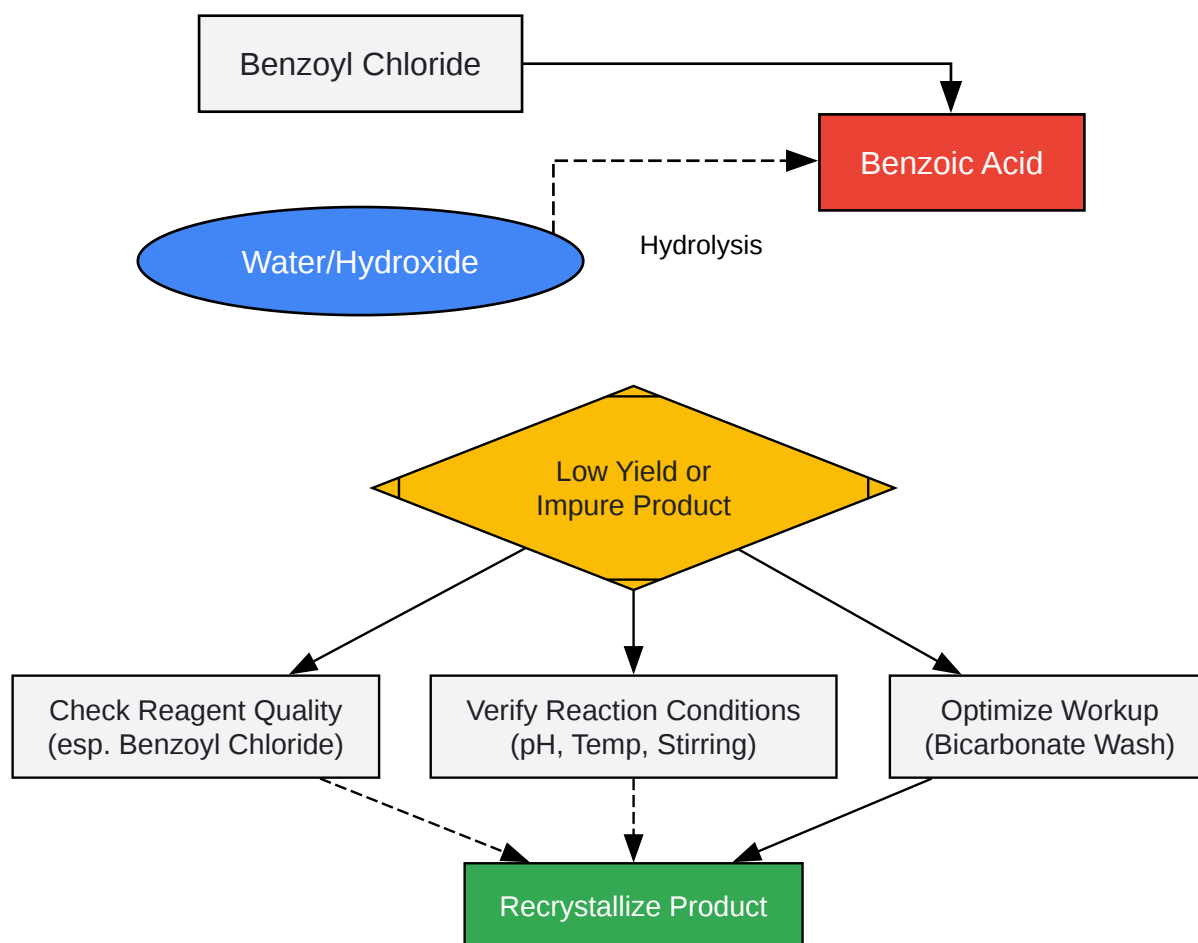 Benzoyl Chloride
Benzoic Acid
Water/Hydroxide
Hydrolysis
Low Yield or
Impure Product
Check Reagent Quality
(esp. Benzoyl Chloride)
Verify Reaction Conditions
(pH, Temp, Stirring)
Optimize Workup
(Bicarbonate Wash)
Recrystallize Product